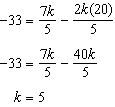 -33 = 7k/5 − 2k(20)/5
-33 = 7k/5 − 40k/5
k = 5